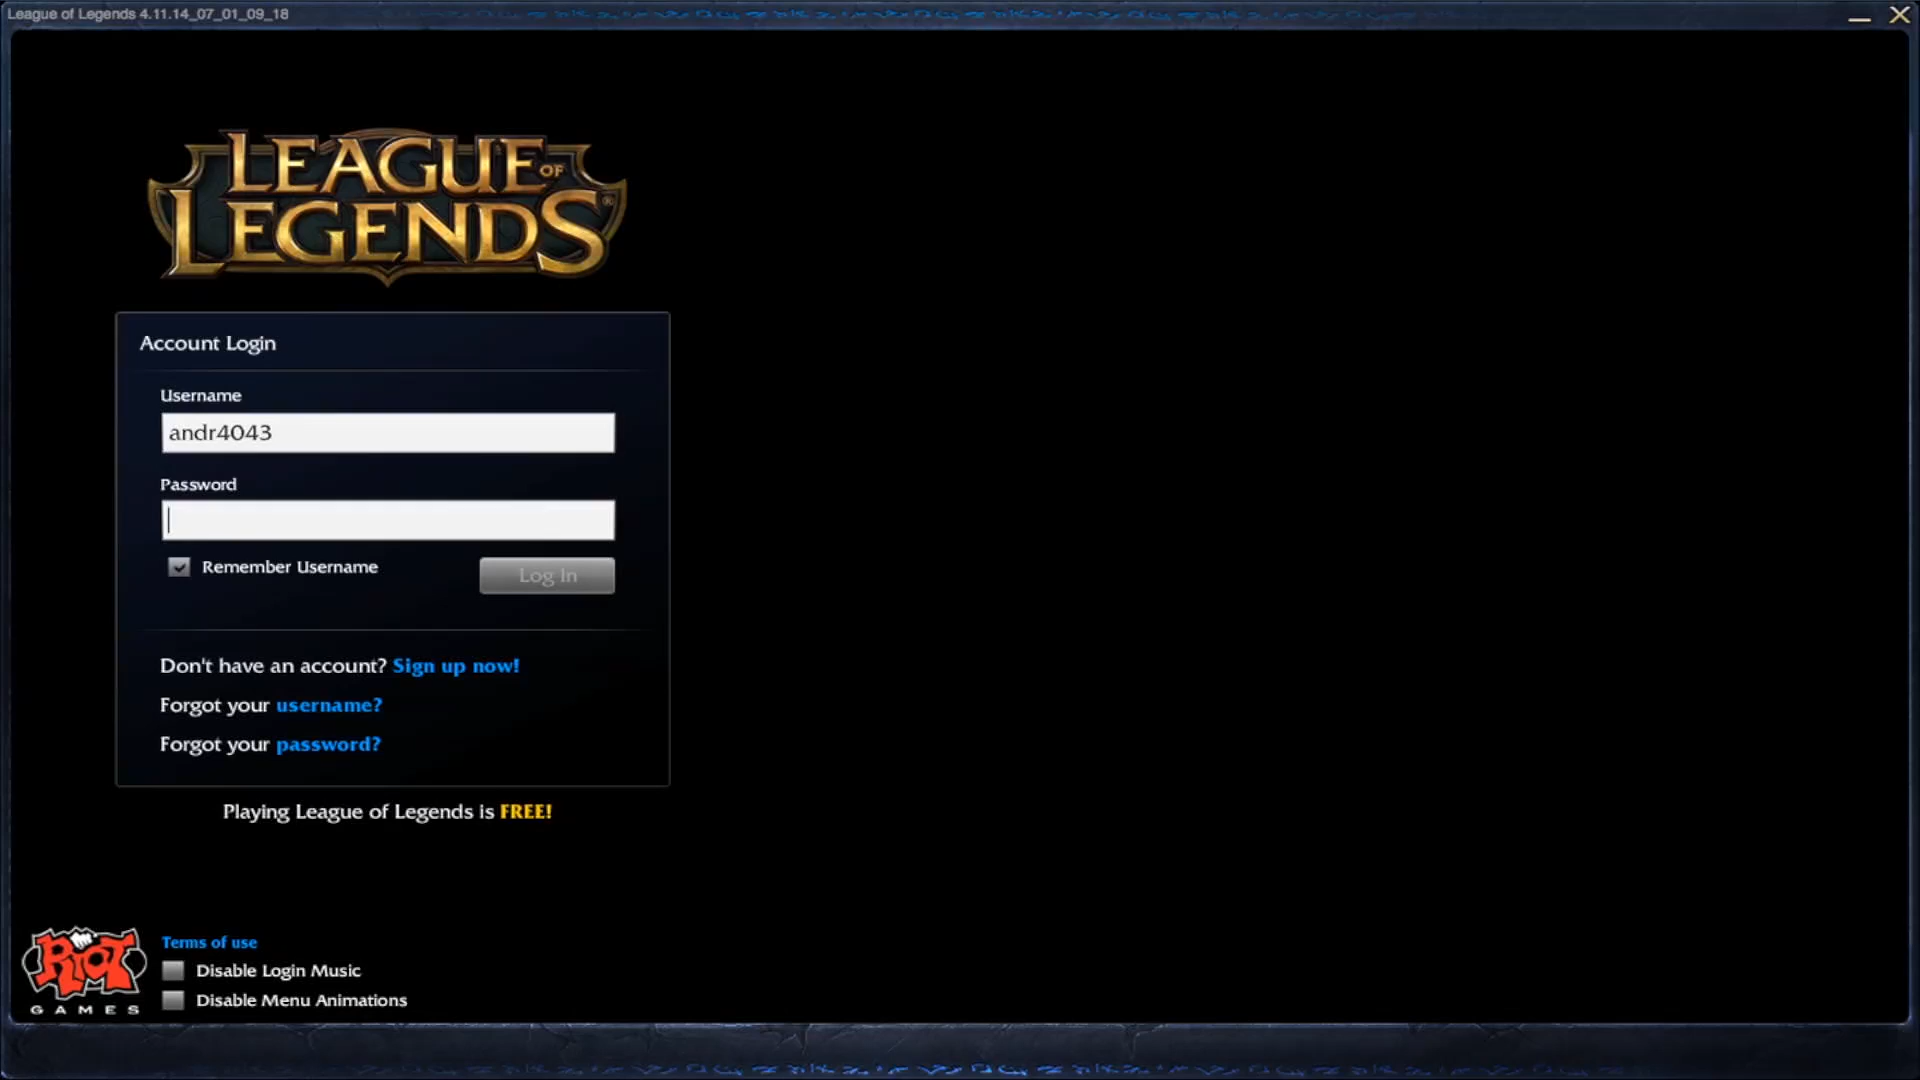 League of Legends 4.11.14_07_01_09_18
LEAGUE OF
LEGENDS®
Account Login
Username
andr4043
Password
Remember Username
Log In
Don't have an account? Sign up now!
Forgot your username?
Forgot your password?
Playing League of Legends is FREE!
RIOT
GAMES
Terms of use
Disable Login Music
Disable Menu Animations